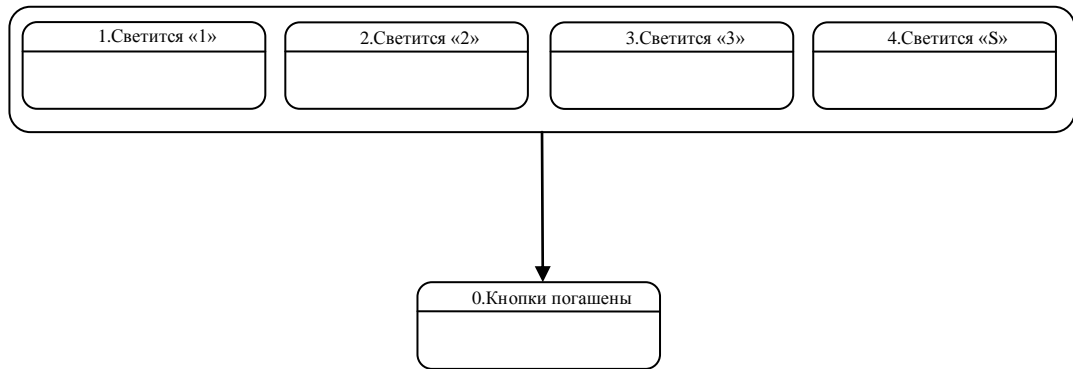 1.Светится «1»
2.Светится «2»
3.Светится «3»
4.Светится «S»
0.Кнопки погашены